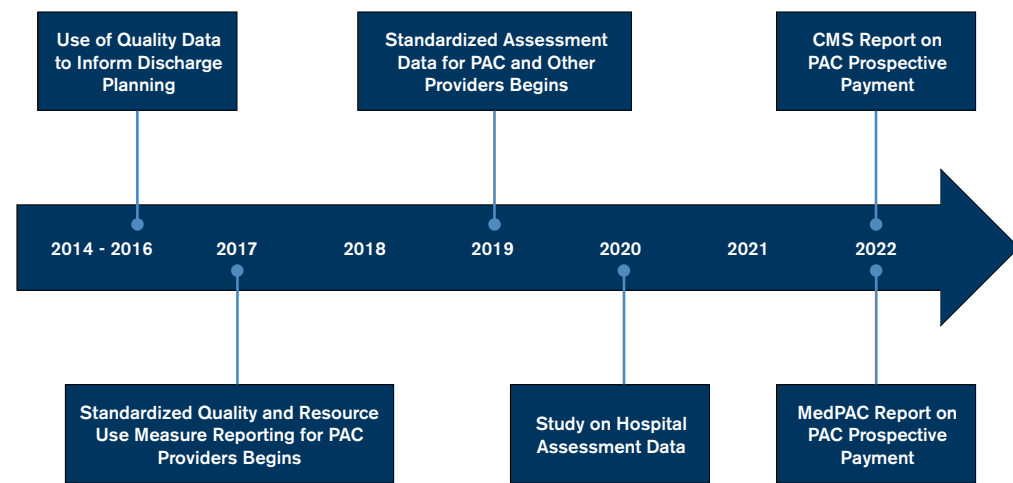 Use of Quality Data
to Inform Discharge
Planning
Standardized Assessment
Data for PAC and Other
Providers Begins
CMS Report on
PAC Prospective
Payment
2014 - 2016
2017
2018
2019
2020
2021
2022
Standardized Quality and Resource
Use Measure Reporting for PAC
Providers Begins
Study on Hospital
Assessment Data
MedPAC Report on
PAC Prospective
Payment